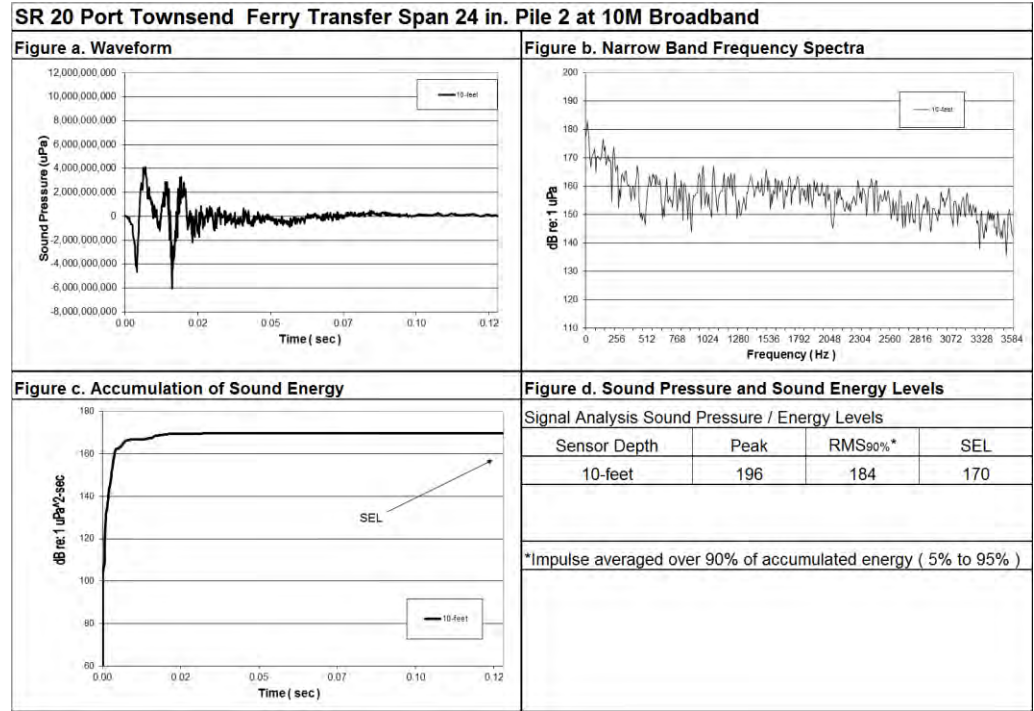 SR 20 Port Townsend Ferry Transfer Span 24 in. Pile 2 at 10M Broadband
Figure a. Waveform
12,000,000,000
10,000,000,000
8,000,000,000
6,000,000,000
4,000,000,000
2,000,000,000
0
-2,000,000,000
-4,000,000,000
-6,000,000,000
-8,000,000,000
Sound Pressure (uPa)
10-feet
0.00 0.02 0.05 0.07 0.10 0.12
Time ( sec )
Figure b. Narrow Band Frequency Spectra
200
190
180
170
160
150
140
130
120
110
dB re: 1 uPa
10-feet
0 256 512 768 1024 1280 1536 1792 2048 2304 2560 2816 3072 3328 3584
Frequency ( Hz )
Figure c. Accumulation of Sound Energy
180
160
140
120
100
80
60
dB re: 1 uPa^2-sec
SEL
10-feet
0.00 0.02 0.05 0.07 0.10 0.12
Time ( sec )
Figure d. Sound Pressure and Sound Energy Levels
Signal Analysis Sound Pressure / Energy Levels
Sensor Depth Peak RMS90%* SEL
10-feet 196 184 170
*Impulse averaged over 90% of accumulated energy ( 5% to 95% )